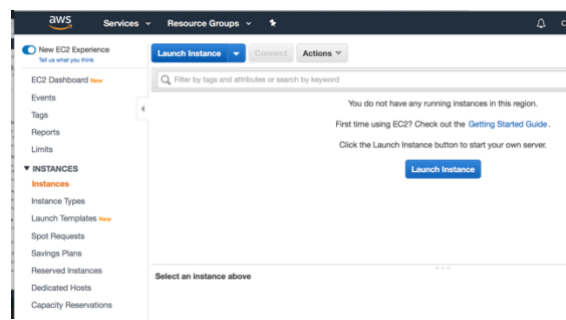 aws
Services
Resource Groups
New EC2 Experience
Tell us what you think
EC2 Dashboard New
Events
Tags
Reports
Limits
INSTANCES
Instances
Instance Types
Launch Templates New
Spot Requests
Savings Plans
Reserved Instances
Dedicated Hosts
Capacity Reservations
Launch Instance
Connect
Actions
Filter by tags and attributes or search by keyword
You do not have any running instances in this region.
First time using EC2? Check out the Getting Started Guide.
Click the Launch Instance button to start your own server.
Launch Instance
Select an instance above